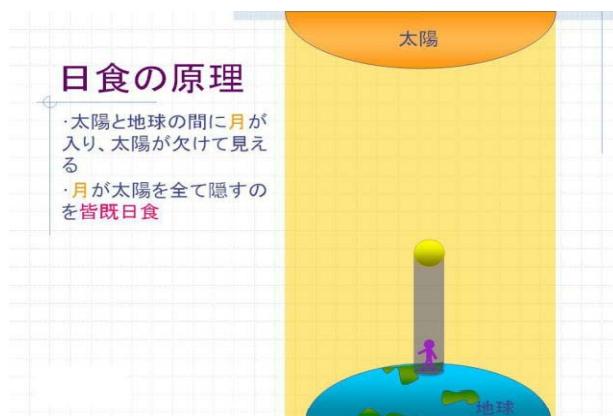 太陽
日食の原理
·太陽と地球の間に月が
入り、太陽が欠けて見え
る
·月が太陽を全て隠すの
を皆既日食
地球